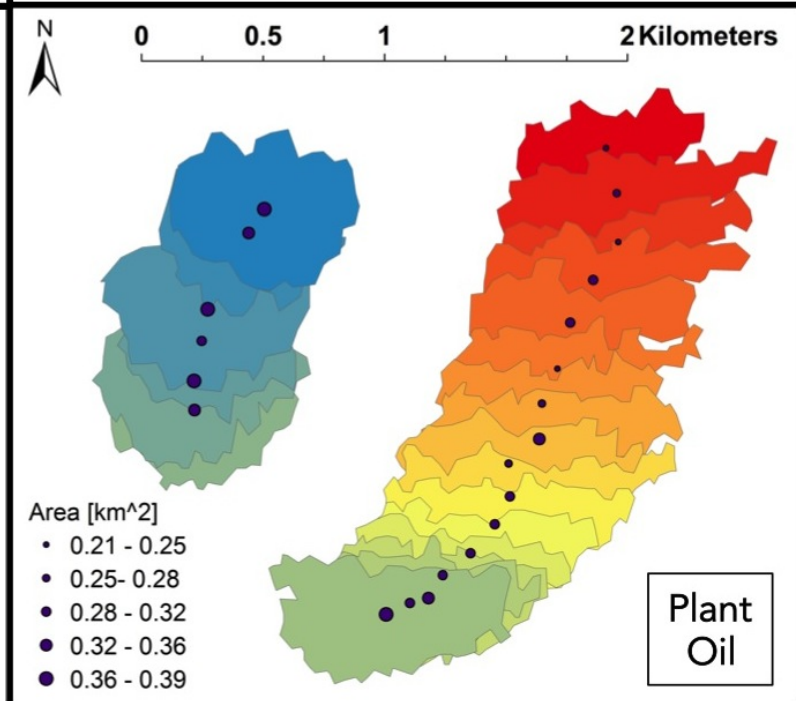 N
0 0.5 1 2 Kilometers
Area [km^2]
0.21 - 0.25
0.25- 0.28
0.28 - 0.32
0.32 - 0.36
0.36 - 0.39
Plant
Oil